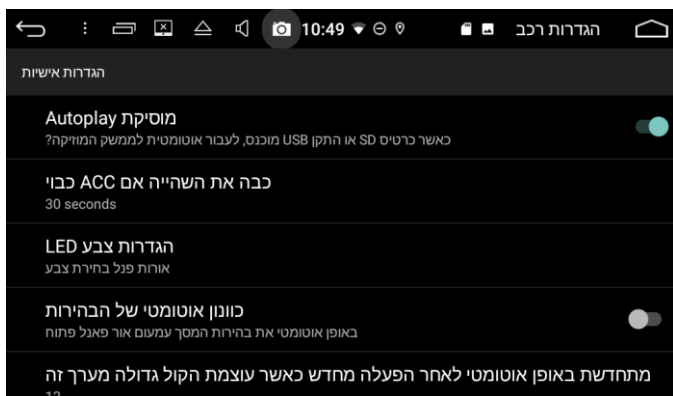 הגדרות רכב
10:49
הגדרות אישיות
מוסיקת Autoplay
כאשר כרטיס SD או התקן USB מוכנס, לעבור אוטומטית לממשק המוזיקה?
כבה את השהייה אם ACC כבוי
30 seconds
הגדרות צבע LED
אורות פנל בחירת צבע
כוונון אוטומטי של הבהירות
באופן אוטומטי את בהירות המסך עמעום אור פאנל פתוח
מתחדשת באופן אוטומטי לאחר הפעלה מחדש כאשר עוצמת הקול גדולה מערך זה